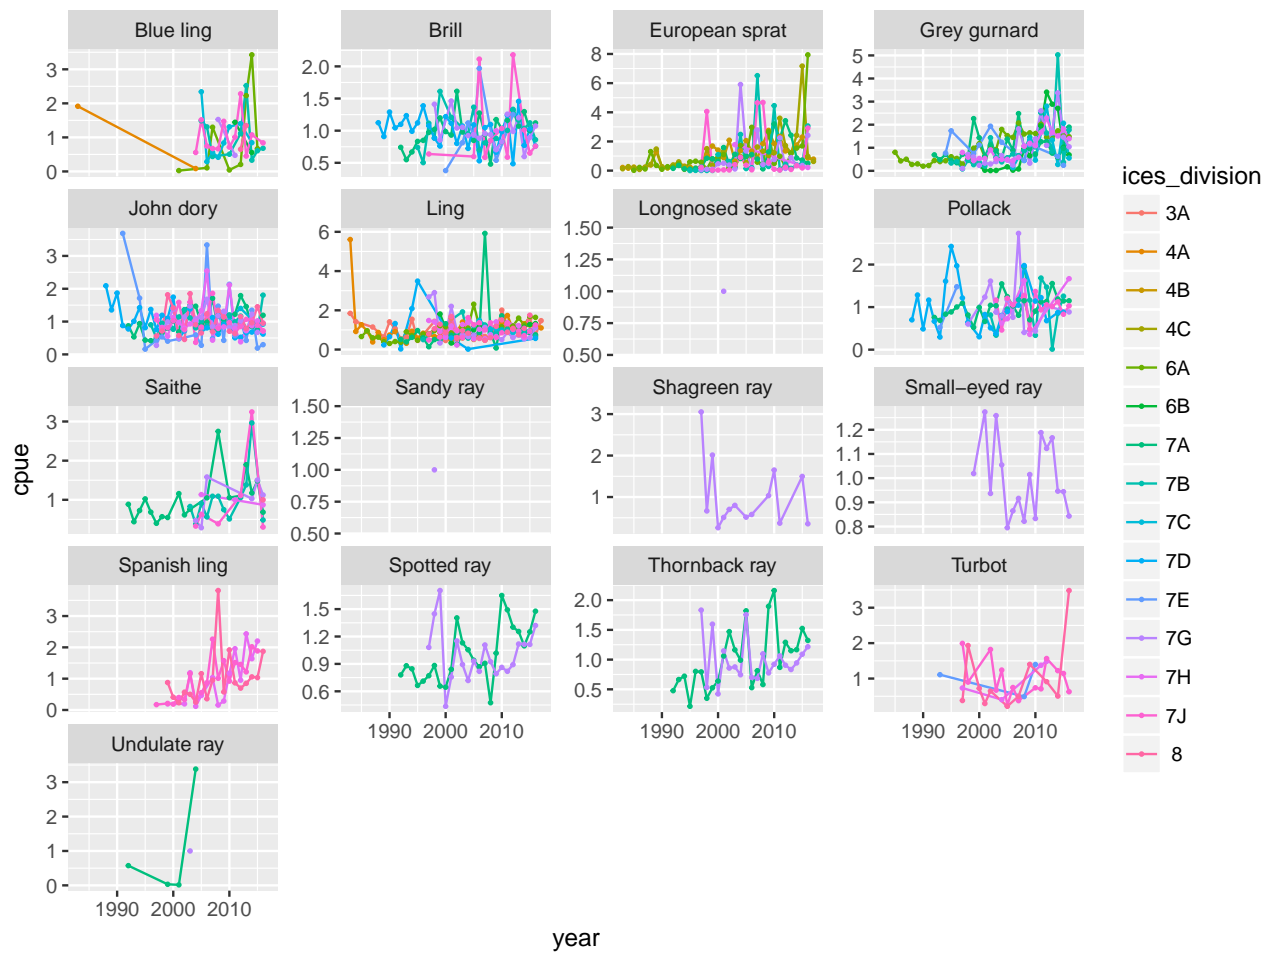 Blue ling Brill European sprat Grey gurnard
3 2 1 0
2.0 1.5 1.0 0.5
8 6 4 2 0
5 4 3 2 1 0
John dory Ling Longnosed skate Pollack
3 2 1 0
6 4 2 0
1.50 1.25 1.00 0.75 0.50
2 1 0
Saithe Sandy ray Shagreen ray Small−eyed ray
3 2 1
1.50 1.25 1.00 0.75 0.50
3 2 1
1.2 1.1 1.0 0.9 0.8
Spanish ling Spotted ray Thornback ray Turbot
3 2 1 0
1.5 1.2 0.9 0.6
2.0 1.5 1.0 0.5
3 2 1
1990 2000 2010 1990 2000 2010 1990 2000 2010
Undulate ray
3 2 1 0
1990 2000 2010
year
cpue
ices_division
3A
4A
4B
4C
6A
6B
7A
7B
7C
7D
7E
7G
7H
7J
8